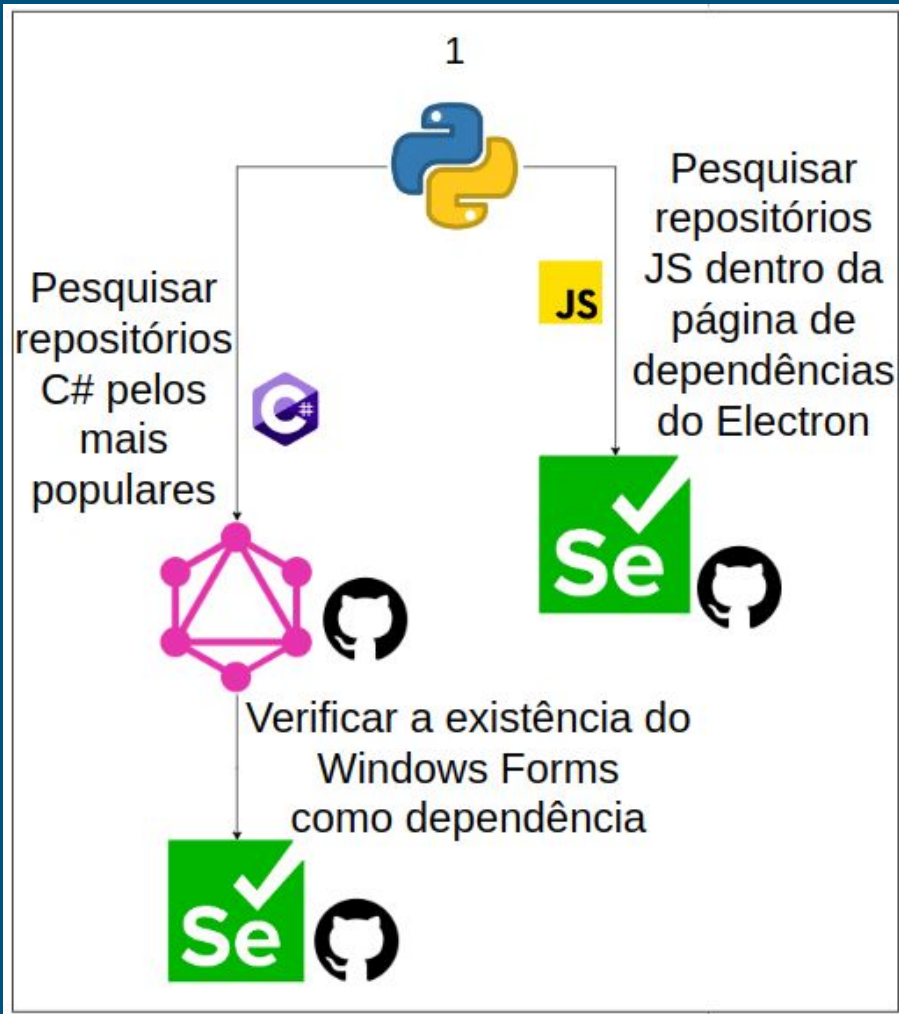 1
Pesquisar
repositórios
JS dentro da
página de
dependências
do Electron
JS
Pesquisar
repositórios
C# pelos
mais
populares
C#
Se
Verificar a existência do
Windows Forms
como dependência
Se